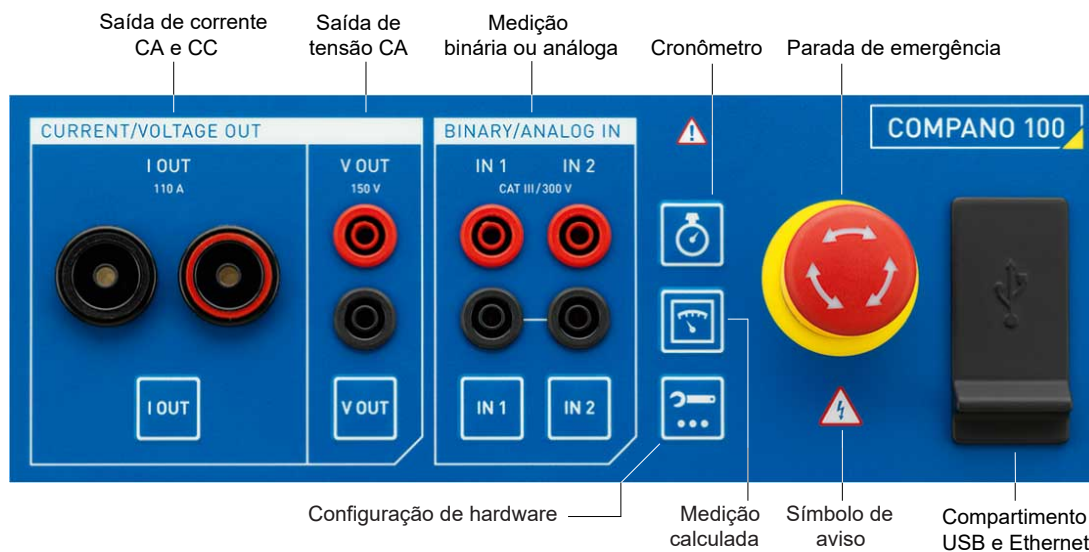 Saída de corrente
CA e CC
Saída de
tensão CA
Medição
binária ou análoga
Cronômetro
Parada de emergência
CURRENT/VOLTAGE OUT
BINARY/ANALOG IN
COMPANO 100
I OUT
110 A
V OUT
150 V
IN 1
IN 2
CAT III/300 V
I OUT
V OUT
IN 1
IN 2
Configuração de hardware
Medição
calculada
Símbolo de
aviso
Compartimento
USB e Ethernet